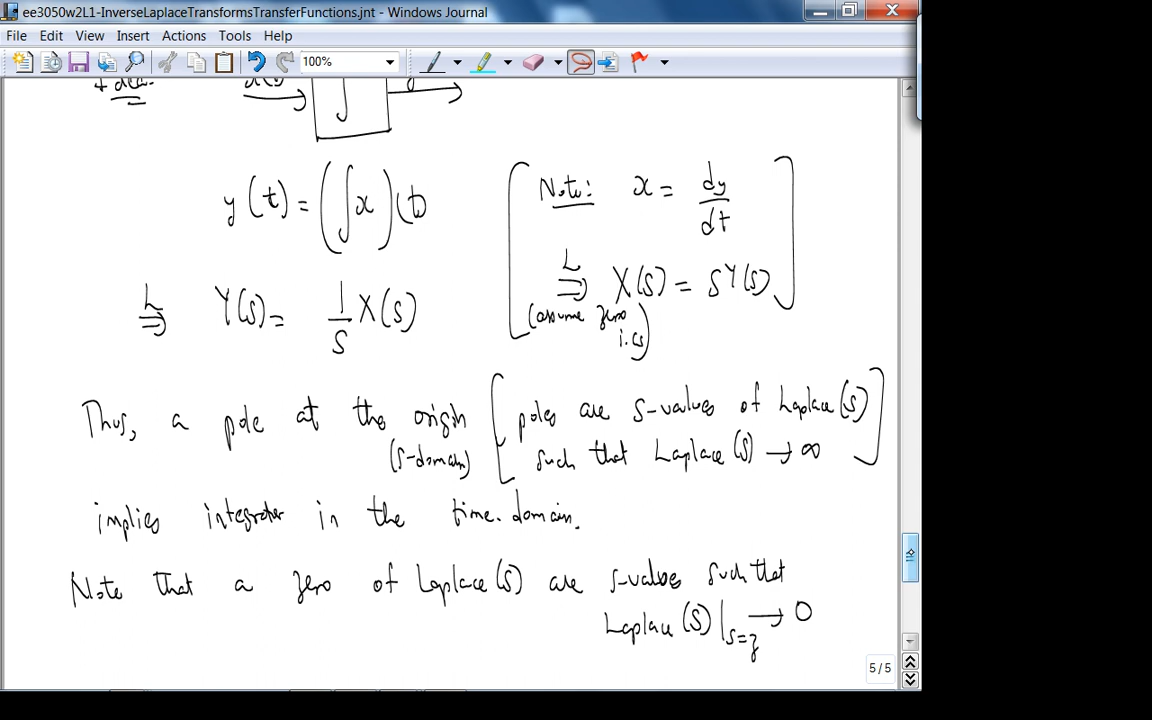 ee3050w2L1-InverseLaplaceTransformsTransferFunctions.jnt - Windows Journal
File Edit View Insert Actions Tools Help
100%
y(t) = (∫x)(t)
[Note: x = dy/dt
L⇒ X(s) = sY(s)]
(assume zero i.cs)
L⇒ Y(s) = 1/s X(s)
Thus, a pole at the origin [poles are s-values of Laplace(s)
(s-domain) such that Laplace(s) → ∞]
implies integrator in the time-domain.
Note that a zero of Laplace(s) are s-values such that
Laplace(s)|s=z → 0
5 / 5